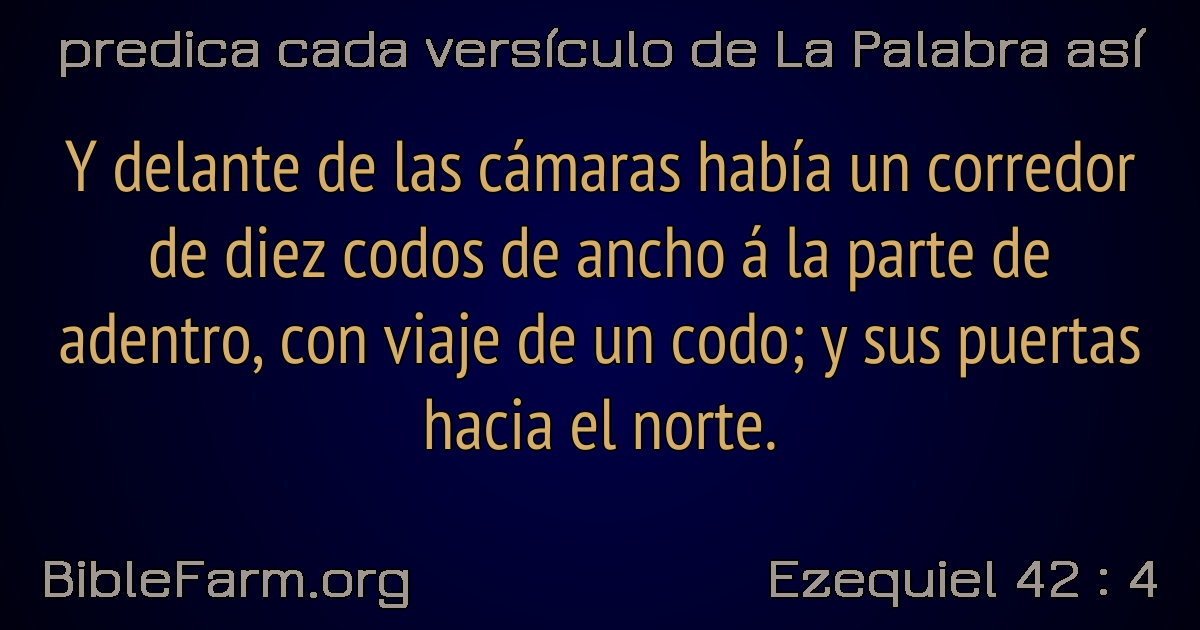 predica cada versículo de La Palabra así
Y delante de las cámaras había un corredor
de diez codos de ancho á la parte de
adentro, con viaje de un codo; y sus puertas
hacia el norte.
BibleFarm.org
Ezequiel 42 : 4